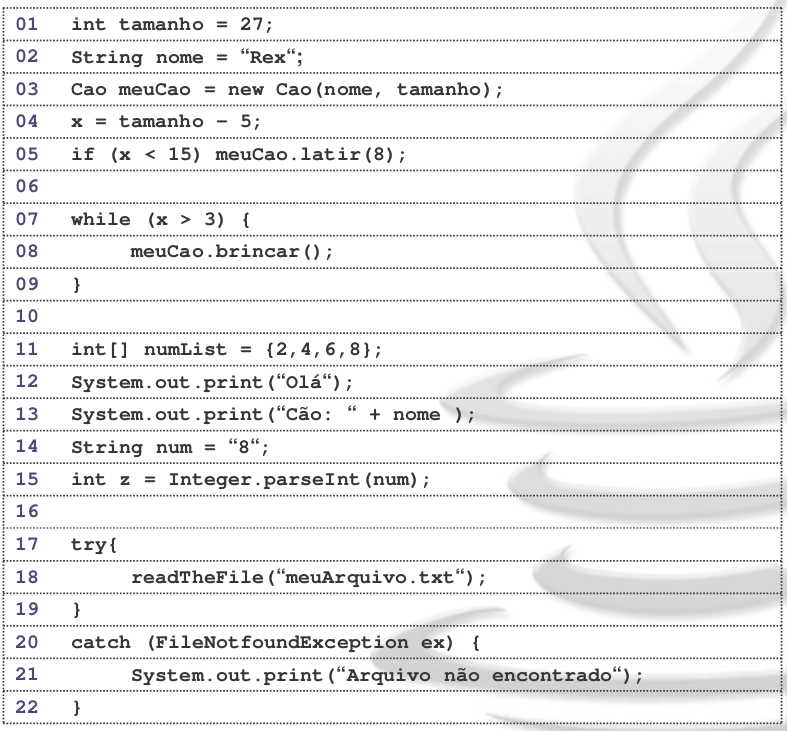 01 int tamanho = 27;
02 String nome = “Rex“;
03 Cao meuCao = new Cao(nome, tamanho);
04 x = tamanho – 5;
05 if (x < 15) meuCao.latir(8);
06
07 while (x > 3) {
08 meuCao.brincar();
09 }
10
11 int[] numList = {2,4,6,8};
12 System.out.print(“Olá“);
13 System.out.print(“Cão: “ + nome );
14 String num = “8“;
15 int z = Integer.parseInt(num);
16
17 try{
18 readTheFile(“meuArquivo.txt“);
19 }
20 catch (FileNotfoundException ex) {
21 System.out.print(“Arquivo não encontrado“);
22 }